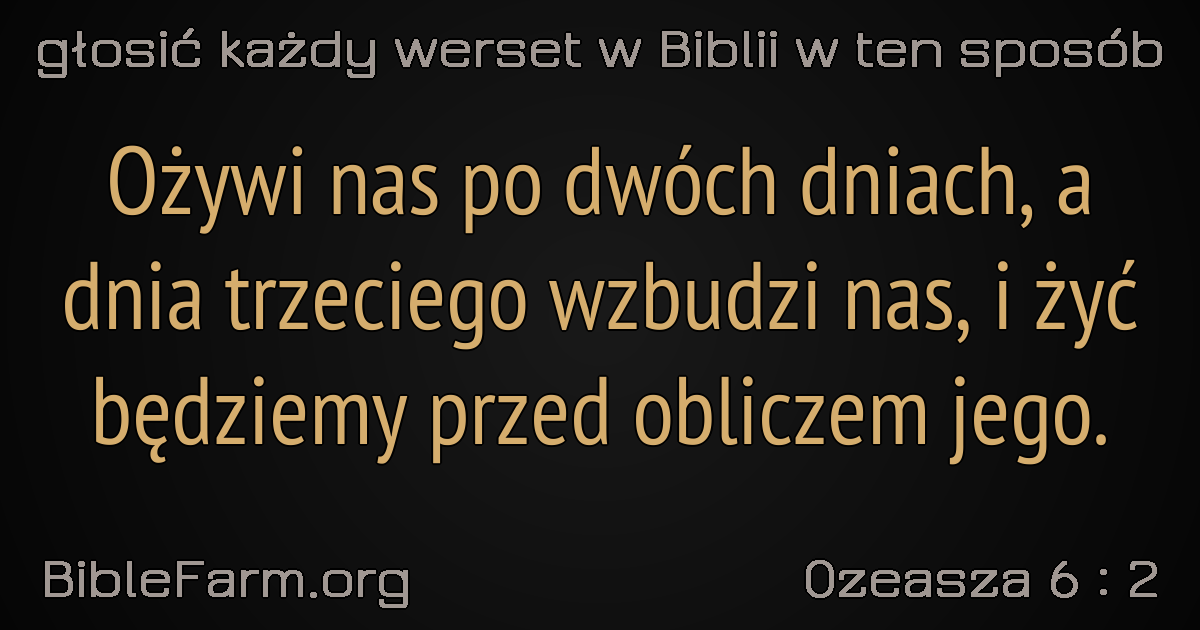 głosić każdy werset w Biblii w ten sposób
Ożywi nas po dwóch dniach, a
dnia trzeciego wzbudzi nas, i żyć
będziemy przed obliczem jego.
BibleFarm.org
Ozeasza 6 : 2